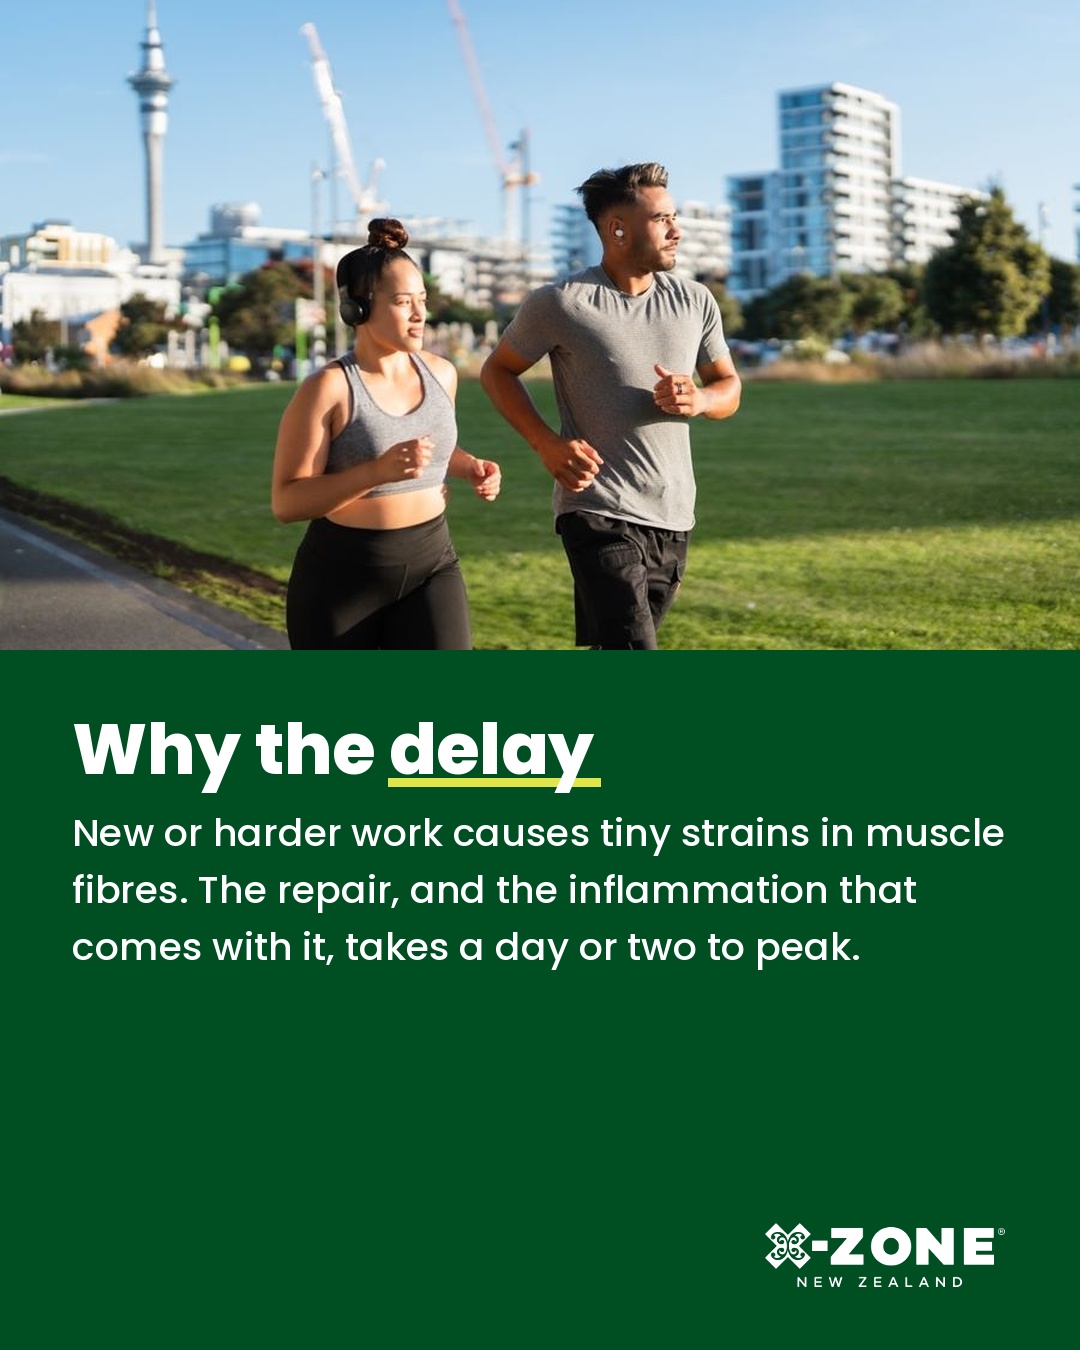 Why the delay
New or harder work causes tiny strains in muscle
fibres. The repair, and the inflammation that
comes with it, takes a day or two to peak.
X-ZONE®
NEW ZEALAND